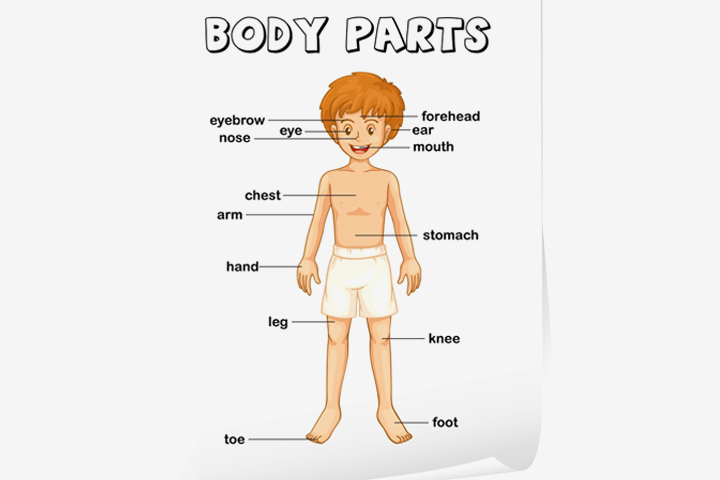 BODY PARTS
eyebrow
forehead
eye
ear
nose
mouth
chest
arm
stomach
hand
leg
knee
foot
toe